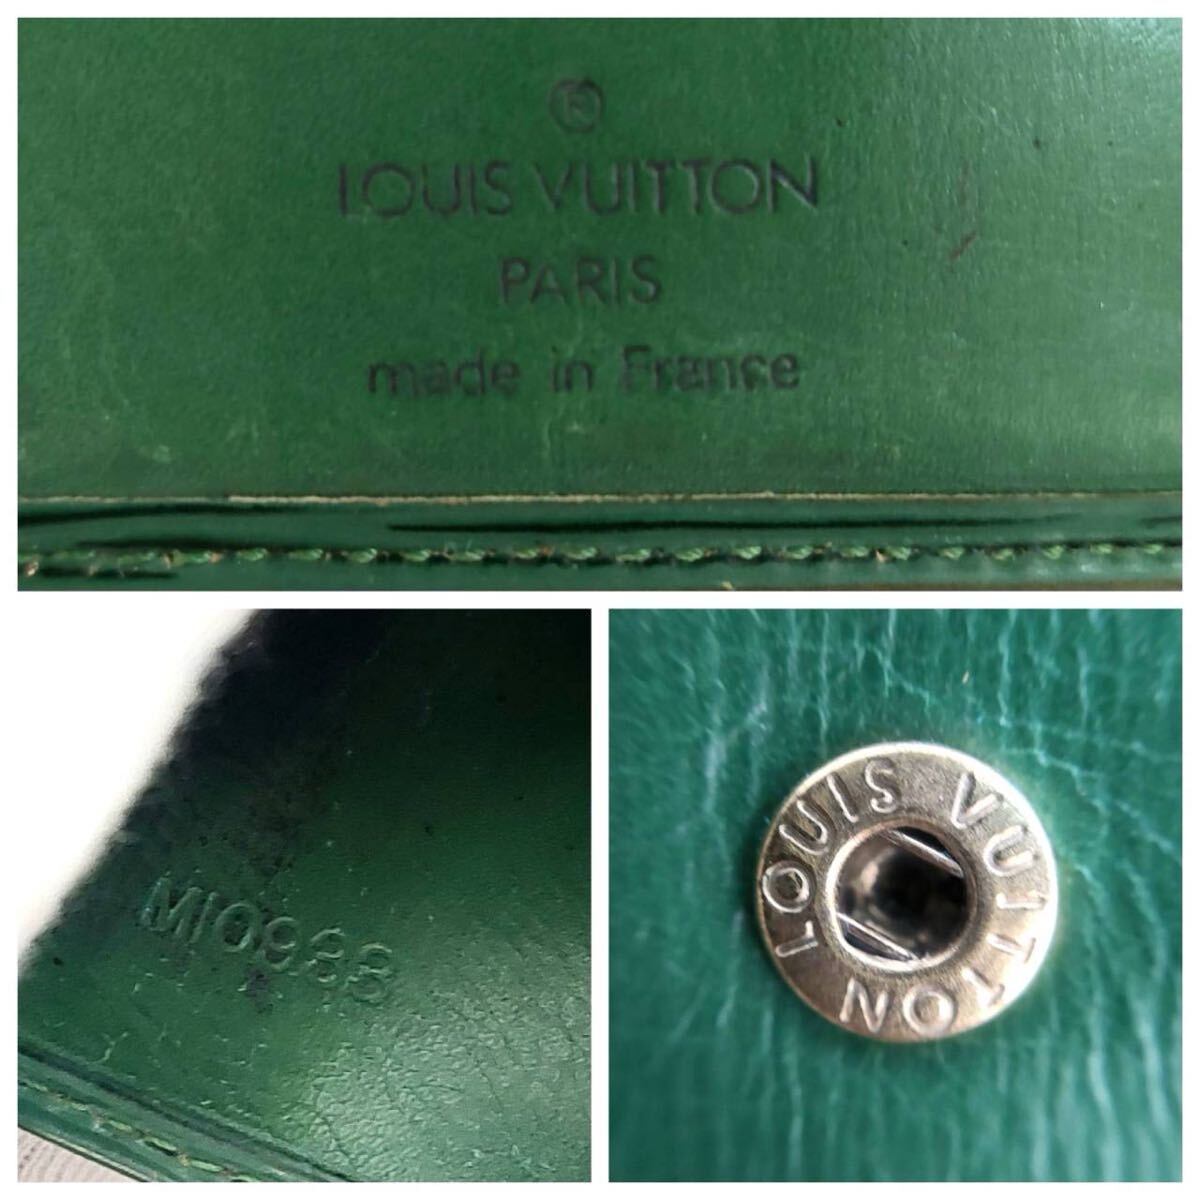 ®
LOUIS VUITTON
PARIS
made in France
MI0933
LOUIS VUITTON